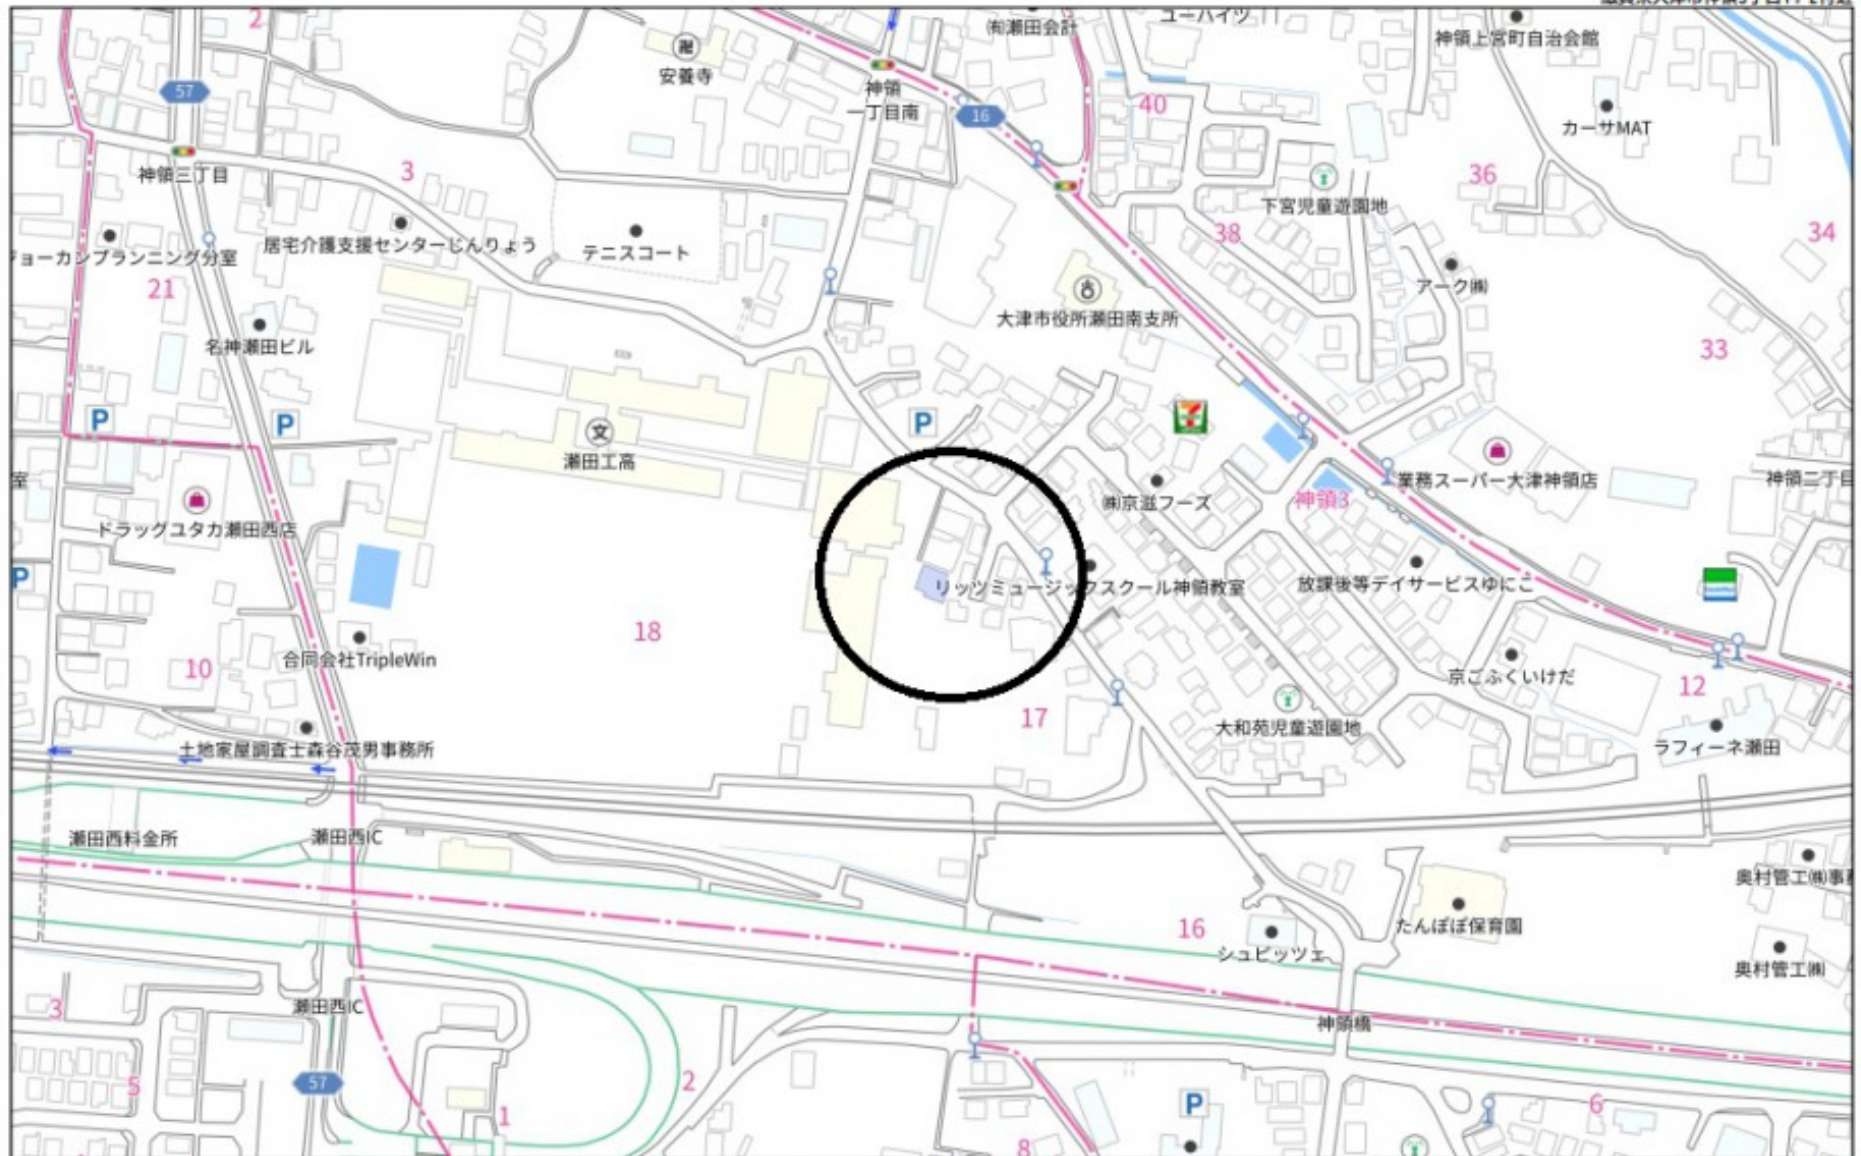 2
ユーハイツ
㈲瀬田会計
神領上宮町自治会館
卍
安養寺
57
神領
一丁目南
16
40
カーサMAT
神領三丁目
3
36
下宮児童遊園地
38
34
居宅介護支援センターじんりょう
テニスコート
ョーカンプランニング分室
21
アーク㈱
大津市役所瀬田南支所
名神瀬田ビル
33
P
P
P
7
文
瀬田工高
室
㈱京滋フーズ
神領3
業務スーパー大津神領店
神領二丁目
ドラッグユタカ瀬田西店
P
リッツミュージックスクール神領教室
放課後等デイサービスゆにこ
18
合同会社TripleWin
10
京ごふくいけだ
12
17
大和苑児童遊園地
ラフィーネ瀬田
土地家屋調査士森谷茂男事務所
瀬田西料金所
瀬田西IC
奥村管工㈱事務
16
シュピッツェ
たんぽぽ保育園
奥村管工㈱
3
瀬田西IC
神領橋
5
57
2
1
P
6
8